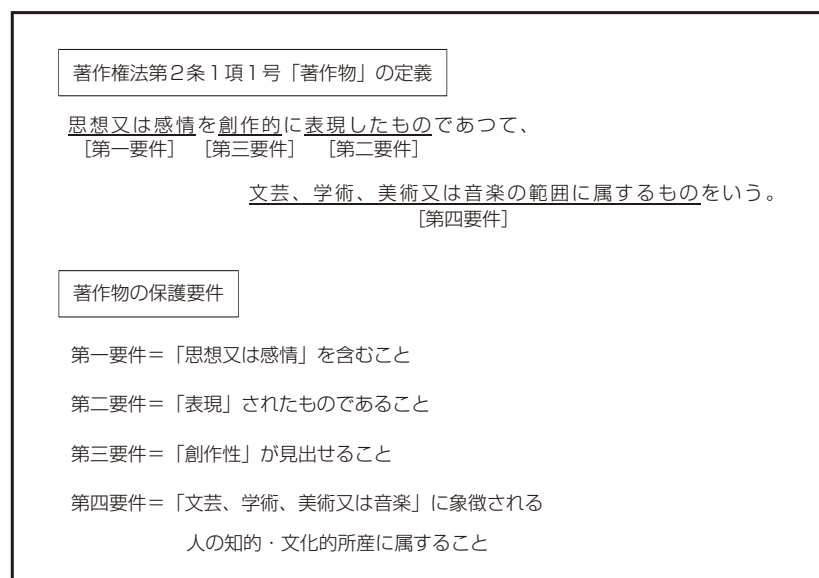 著作権法第2条1項1号「著作物」の定義
思想又は感情を創作的に表現したものであつて、
[第一要件] [第三要件] [第二要件]
文芸、学術、美術又は音楽の範囲に属するものをいう。
[第四要件]
著作物の保護要件
第一要件＝「思想又は感情」を含むこと
第二要件＝「表現」されたものであること
第三要件＝「創作性」が見出せること
第四要件＝「文芸、学術、美術又は音楽」に象徴される
人の知的・文化的所産に属すること